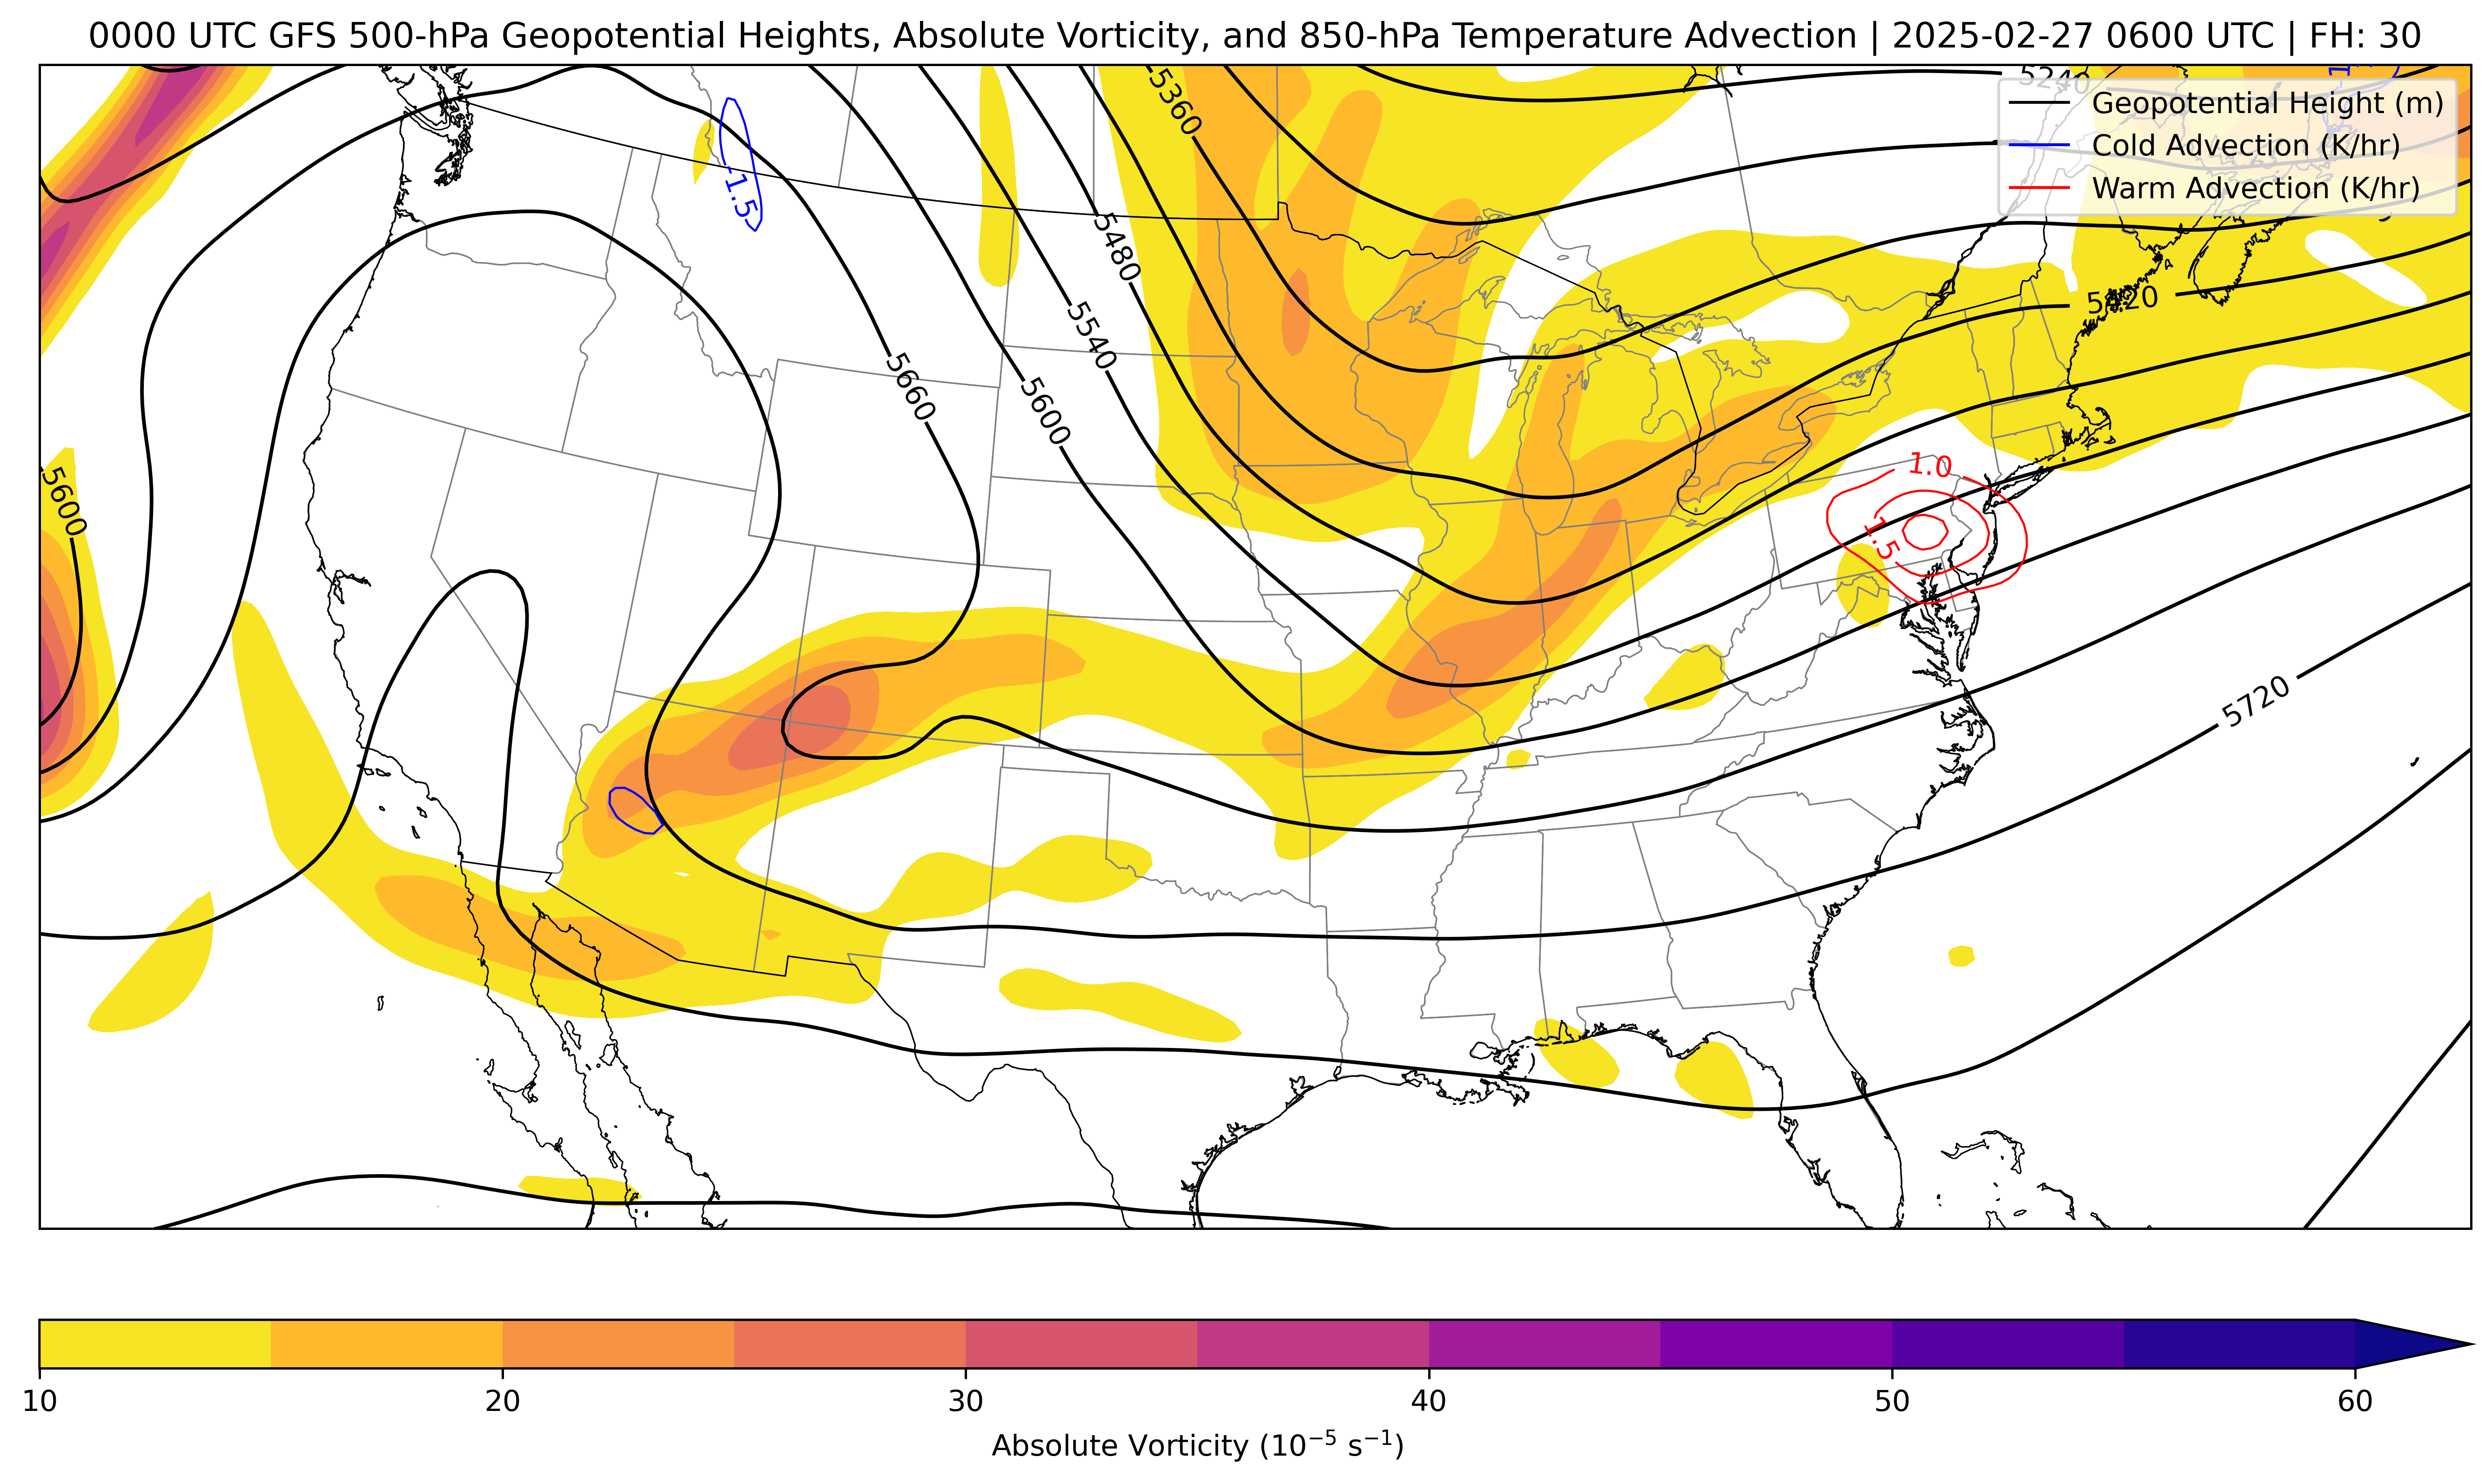 0000 UTC GFS 500-hPa Geopotential Heights, Absolute Vorticity, and 850-hPa Temperature Advection | 2025-02-27 0600 UTC | FH: 30
5240
Geopotential Height (m)
Cold Advection (K/hr)
Warm Advection (K/hr)
5360
-1.5
5480
5420
5540
5660
5600
1.0
5600
1.5
5720
10 20 30 40 50 60
Absolute Vorticity (10⁻⁵ s⁻¹)